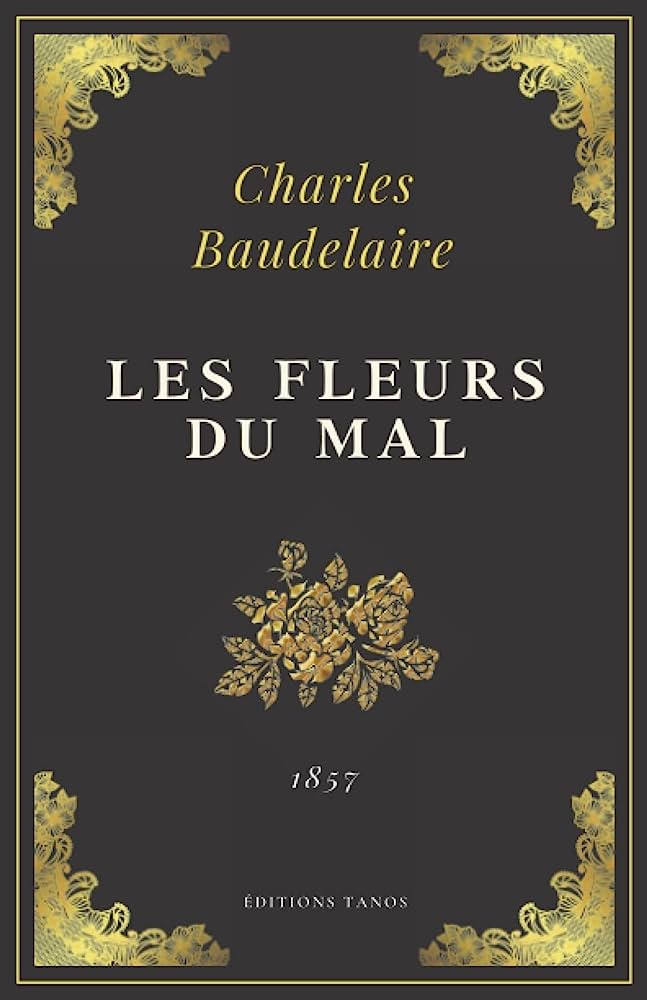 Charles
Baudelaire
LES FLEURS
DU MAL
1857
ÉDITIONS TANOS